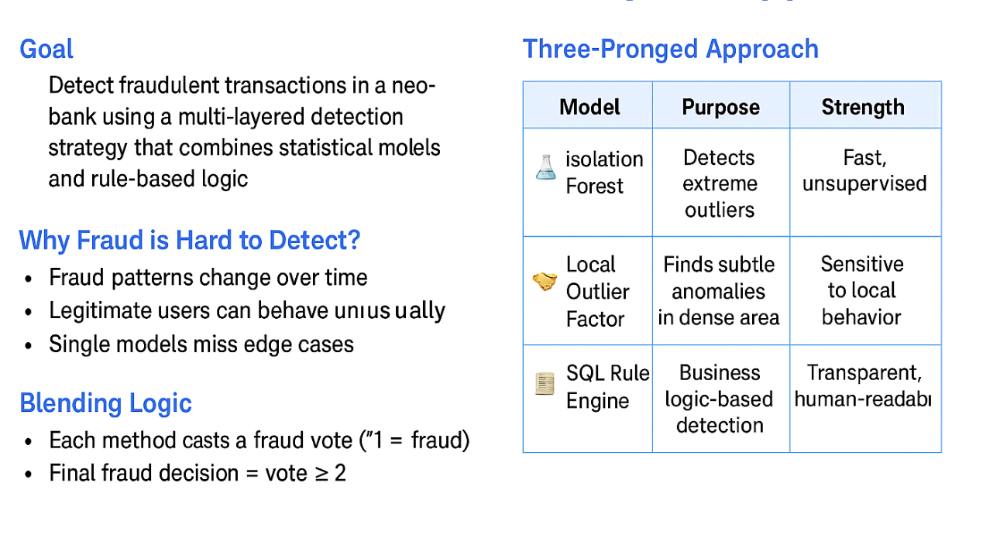 Goal
Detect fraudulent transactions in a neo-
bank using a multi-layered detection
strategy that combines statistical molels
and rule-based logic
Why Fraud is Hard to Detect?
• Fraud patterns change over time
• Legitimate users can behave unıus ually
• Single models miss edge cases
Blending Logic
• Each method casts a fraud vote ("1 = fraud)
• Final fraud decision = vote ≥ 2
Three-Pronged Approach
Model Purpose Strength
isolation
Forest
Detects
extreme
outliers
Fast,
unsupervised
Local
Outlier
Factor
Finds subtle
anomalies
in dense area
Sensitive
to local
behavior
SQL Rule
Engine
Business
logic-based
detection
Transparent,
human-readabı